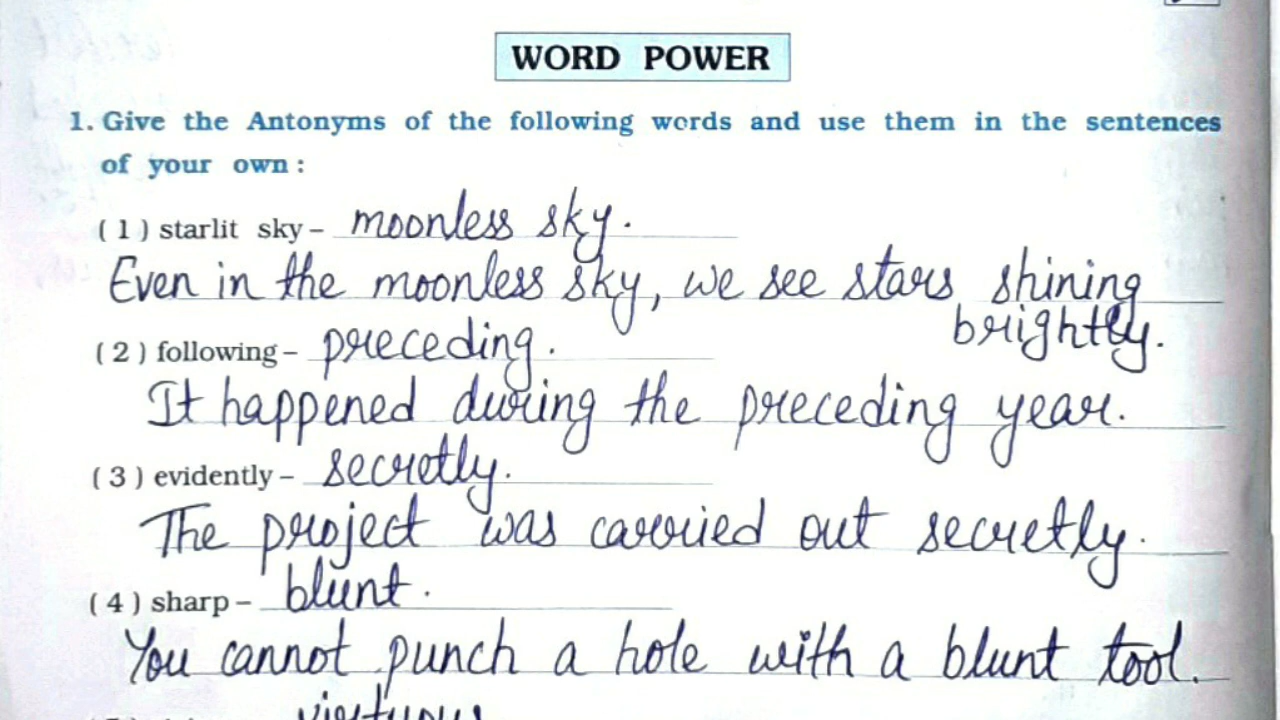 WORD POWER
1. Give the Antonyms of the following words and use them in the sentences
of your own :
( 1 ) starlit sky – moonless sky.
Even in the moonless sky, we see stars shining
brightly.
( 2 ) following – preceding.
It happened during the preceding year.
( 3 ) evidently – secretly.
The project was carried out secretly.
( 4 ) sharp – blunt.
You cannot punch a hole with a blunt tool.